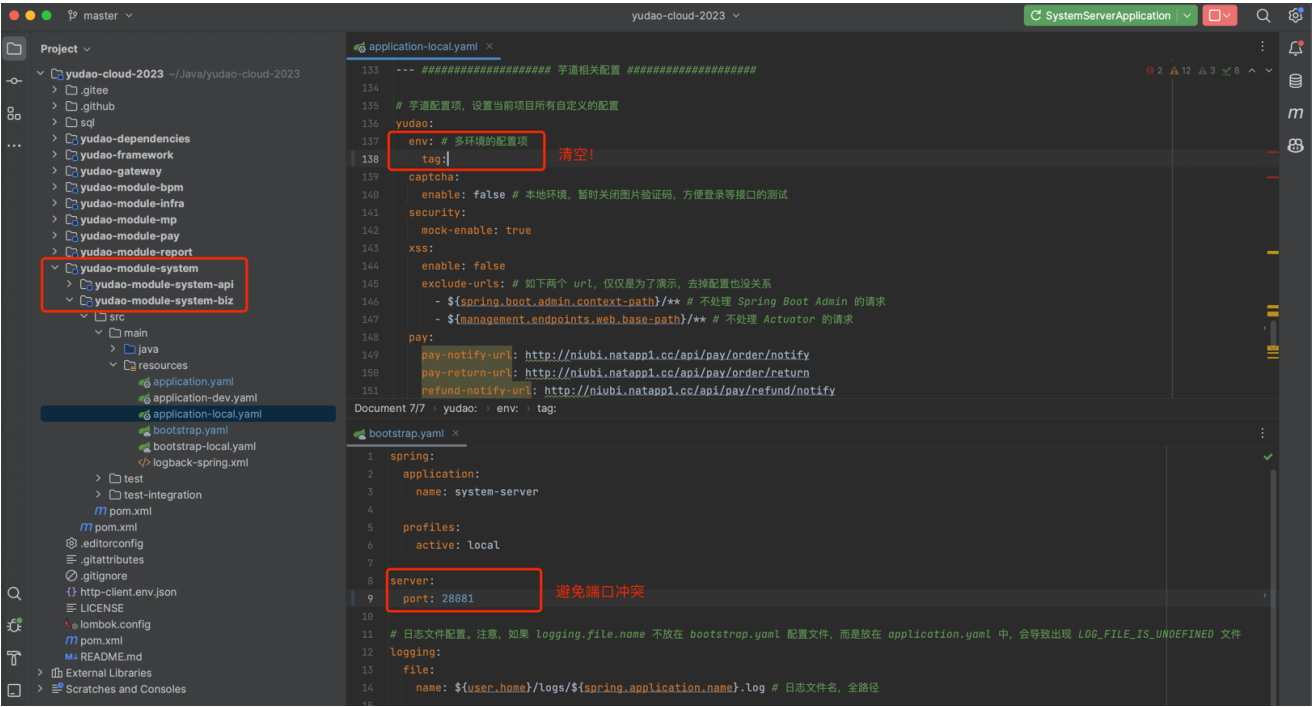 master
yudao-cloud-2023
SystemServerApplication
Project
yudao-cloud-2023 ~/Java/yudao-cloud-2023
.gitee
.github
sql
yudao-dependencies
yudao-framework
yudao-gateway
yudao-module-bpm
yudao-module-infra
yudao-module-mp
yudao-module-pay
yudao-module-report
yudao-module-system
yudao-module-system-api
yudao-module-system-biz
src
main
java
resources
application.yaml
application-dev.yaml
application-local.yaml
bootstrap.yaml
bootstrap-local.yaml
logback-spring.xml
test
test-integration
pom.xml
pom.xml
.editorconfig
.gitattributes
.gitignore
http-client.env.json
LICENSE
lombok.config
pom.xml
README.md
External Libraries
Scratches and Consoles
application-local.yaml
2 12 3 8
133 --- #################### 芋道相关配置 ####################
134
135 # 芋道配置项，设置当前项目所有自定义的配置
136 yudao:
137 env: # 多环境的配置项
138 tag:
清空！
139 captcha:
140 enable: false # 本地环境，暂时关闭图片验证码，方便登录等接口的测试
141 security:
142 mock-enable: true
143 xss:
144 enable: false
145 exclude-urls: # 如下两个 url，仅仅是为了演示，去掉配置也没关系
146 - ${spring.boot.admin.context-path}/** # 不处理 Spring Boot Admin 的请求
147 - ${management.endpoints.web.base-path}/** # 不处理 Actuator 的请求
148 pay:
149 pay-notify-url: http://niubi.natapp1.cc/api/pay/order/notify
150 pay-return-url: http://niubi.natapp1.cc/api/pay/order/return
151 refund-notify-url: http://niubi.natapp1.cc/api/pay/refund/notify
Document 7/7 › yudao: › env: › tag:
bootstrap.yaml
1 spring:
2 application:
3 name: system-server
4
5 profiles:
6 active: local
7
8 server:
9 port: 28081
避免端口冲突
10
11 # 日志文件配置。注意，如果 logging.file.name 不放在 bootstrap.yaml 配置文件，而是放在 application.yaml 中，会导致出现 LOG_FILE_IS_UNDEFINED 文件
12 logging:
13 file:
14 name: ${user.home}/logs/${spring.application.name}.log # 日志文件名，全路径
15